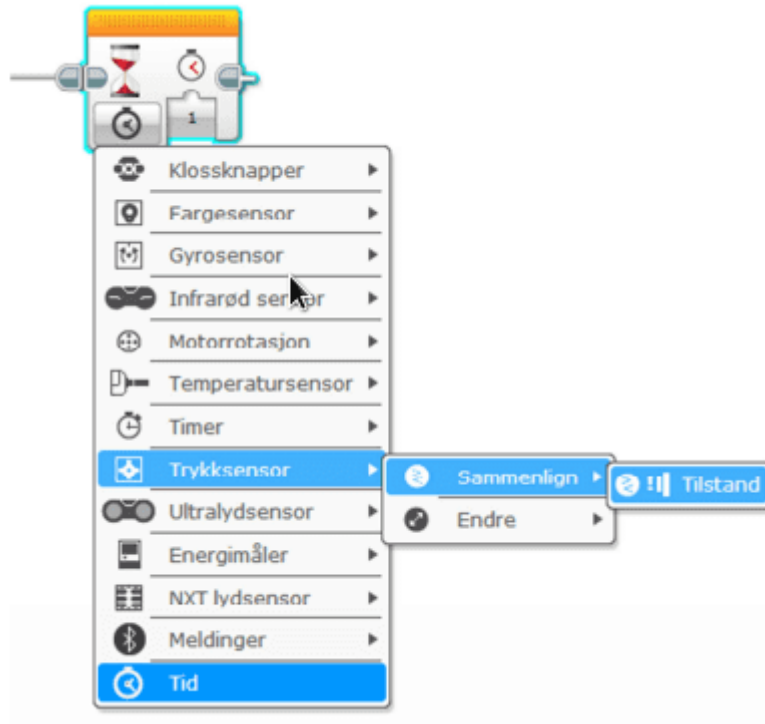 1
Klossknapper
Fargesensor
Gyrosensor
Infrarød sensor
Motorrotasjon
Temperatursensor
Timer
Trykksensor
Sammenlign
Tilstand
Ultralydsensor
Endre
Energimåler
NXT lydsensor
Meldinger
Tid